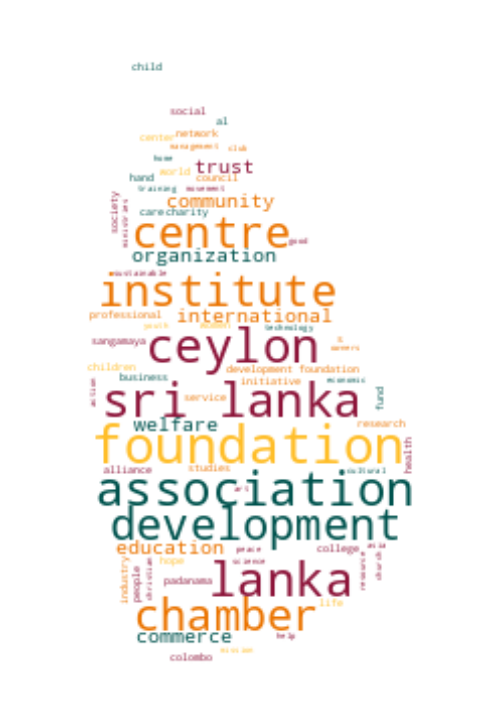 child
social
al
center network
management club
home
world trust
hand council
training movement
society community
ministries
care charity
centre good
organization
sustainable
institute
professional international
youth women technology
sangamaya ceylon
children development foundation
business initiative economic
action
sri lanka
service fund
welfare research
foundation
health
alliance studies cultural
art
association
development
education peace college asia
industry people christian hope science resource church
padanama lanka
chamber life
commerce help
mission
colombo